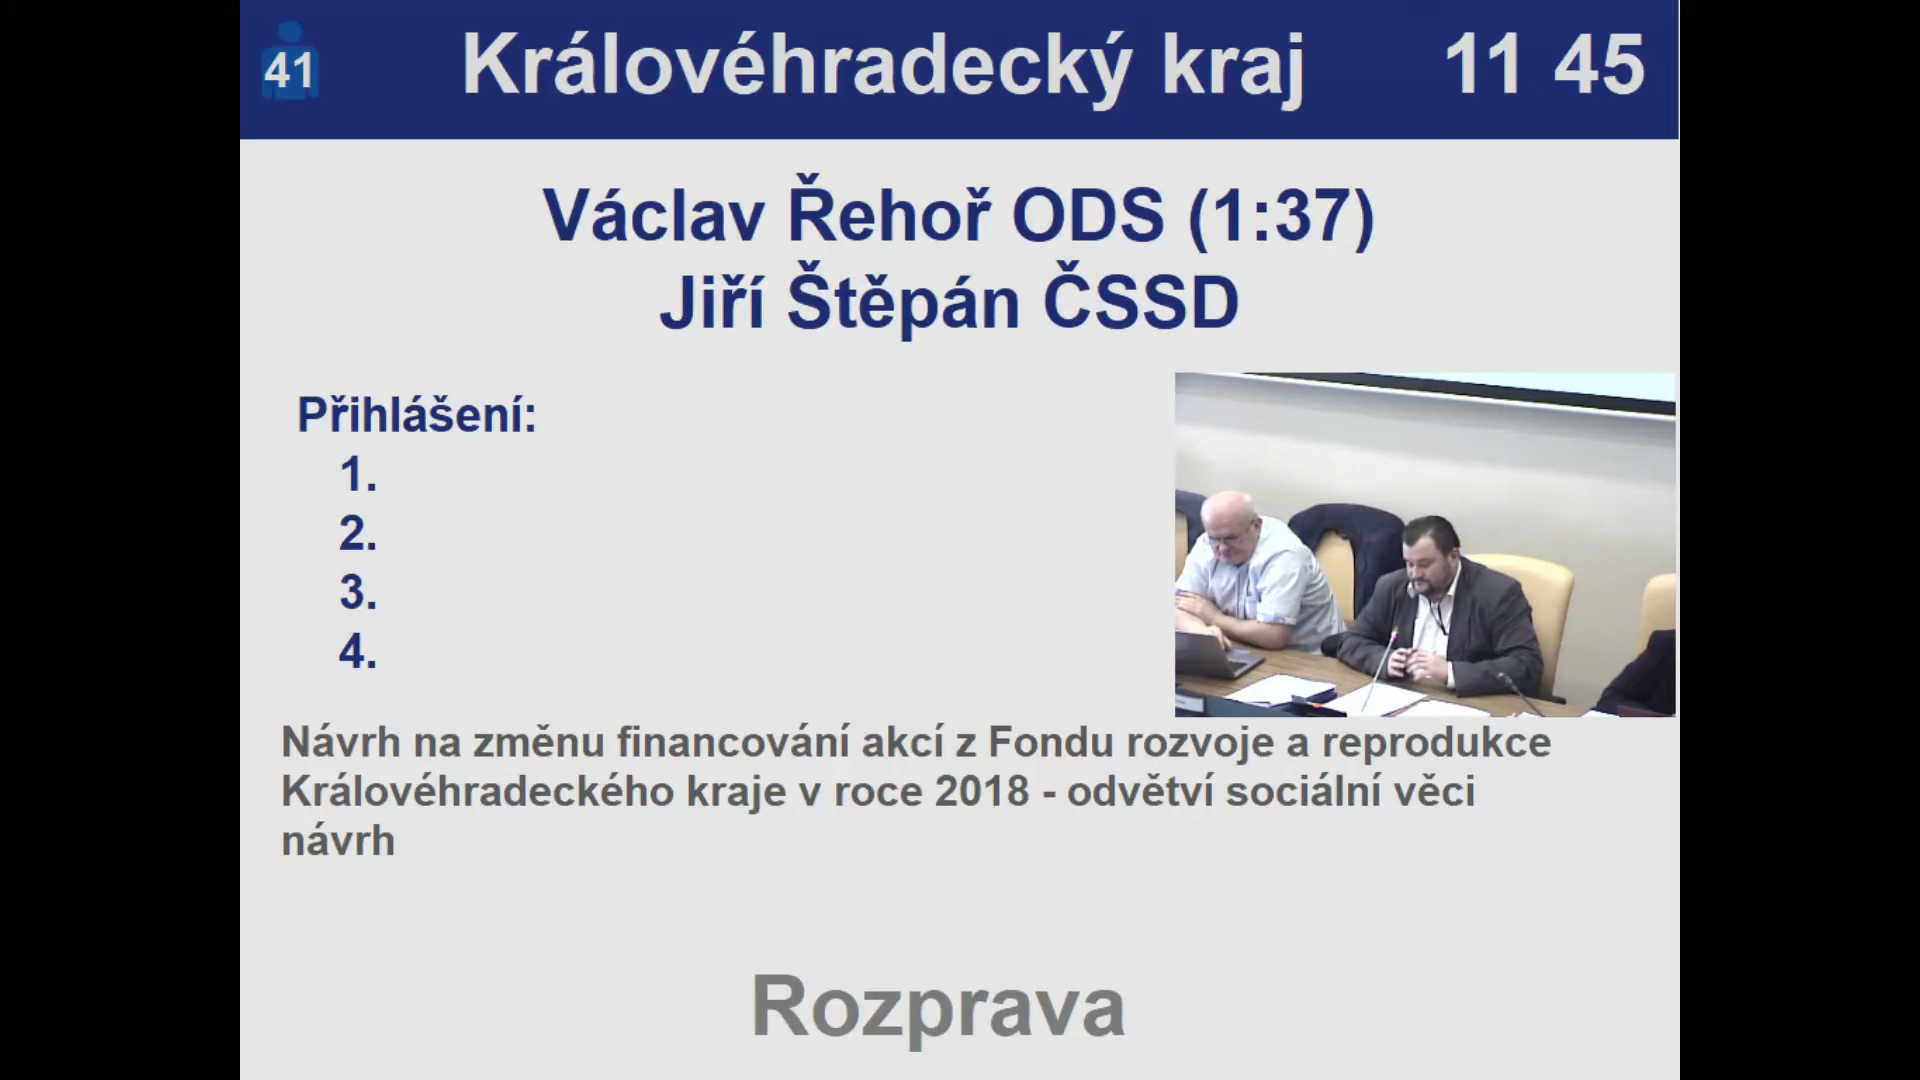 41
Královéhradecký kraj
11 45
Václav Řehoř ODS (1:37)
Jiří Štěpán ČSSD
Přihlášení:
1.
2.
3.
4.
Návrh na změnu financování akcí z Fondu rozvoje a reprodukce
Královéhradeckého kraje v roce 2018 - odvětví sociální věci
návrh
Rozprava